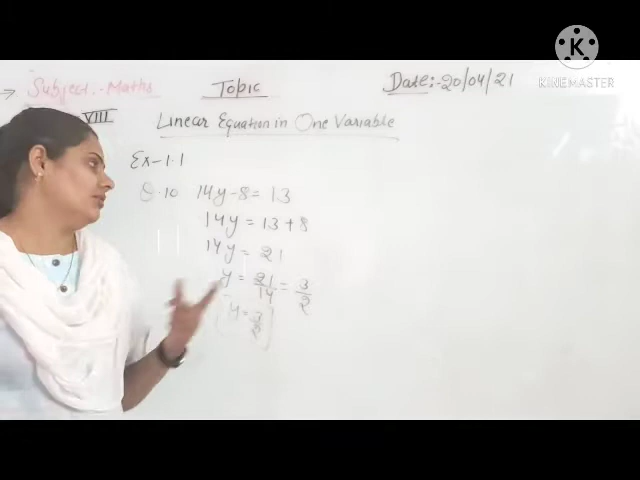 → Subject:- Maths
Topic
Date:-20/04/21
KINEMASTER
VIII
Linear Equation in One Variable
Ex-1.1
Q.10 14y-8=13
14y = 13+8
14y = 21
y = 21/14 = 3/2
y = 3/2